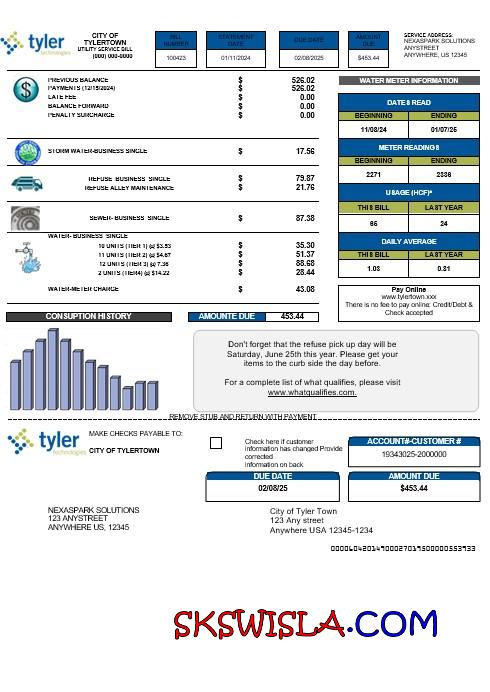 tyler
technologies
CITY OF
TYLERTOWN
UTILITY SERVICE BILL
(000) 000-0000
BILL
NUMBER
100423
STATEMENT
DATE
01/11/2024
DUE DATE
02/08/2025
AMOUNT
DUE
$453.44
SERVICE ADDRESS:
NEXASPARK SOLUTIONS
ANYSTREET
ANYWHERE, US 12345
PREVIOUS BALANCE $ 526.02
PAYMENTS (12/15/2024) $ 526.02
LATE FEE $ 0.00
BALANCE FORWARD $ 0.00
PENALTY SURCHARGE $ 0.00
STORM WATER-BUSINESS SINGLE $ 17.56
REFUSE BUSINESS SINGLE $ 79.87
REFUSE ALLEY MAINTENANCE $ 21.76
SEWER- BUSINESS SINGLE $ 87.38
WATER- BUSINESS SINGLE
10 UNITS (TIER 1) @ $3.53 $ 35.30
11 UNITS (TIER 2) @ $4.67 $ 51.37
12 UNITS (TIER 3) @ 7.36 $ 88.68
2 UNITS (TIER4) @ $14.22 $ 28.44
WATER-METER CHARGE $ 43.08
WATER METER INFORMATION
DATES READ
BEGINNING ENDING
11/08/24 01/07/25
METER READINGS
BEGINNING ENDING
2271 2336
USAGE (HCF)*
THIS BILL LAST YEAR
65 24
DAILY AVERAGE
THIS BILL LAST YEAR
1.03 0.81
Pay Online
www.tylertown.xxx
There is no fee to pay online: Credit/Debit &
Check accepted
CONSUPTION HISTORY
AMOUNTE DUE 453.44
Don't forget that the refuse pick up day will be
Saturday, June 25th this year. Please get your
items to the curb side the day before.
For a complete list of what qualifies, please visit
www.whatqualifies.com.
REMOVE STUB AND RETURN WITH PAYMENT
tyler
technologies
MAKE CHECKS PAYABLE TO:
CITY OF TYLERTOWN
Check here if customer
information has changed Provide
corrected
information on back
ACCOUNT#-CUSTOMER #
19343025-2000000
DUE DATE
02/08/25
AMOUNT DUE
$453.44
NEXASPARK SOLUTIONS
123 ANYSTREET
ANYWHERE US, 12345
City of Tyler Town
123 Any street
Anywhere USA 12345-1234
SKSWISLA.COM